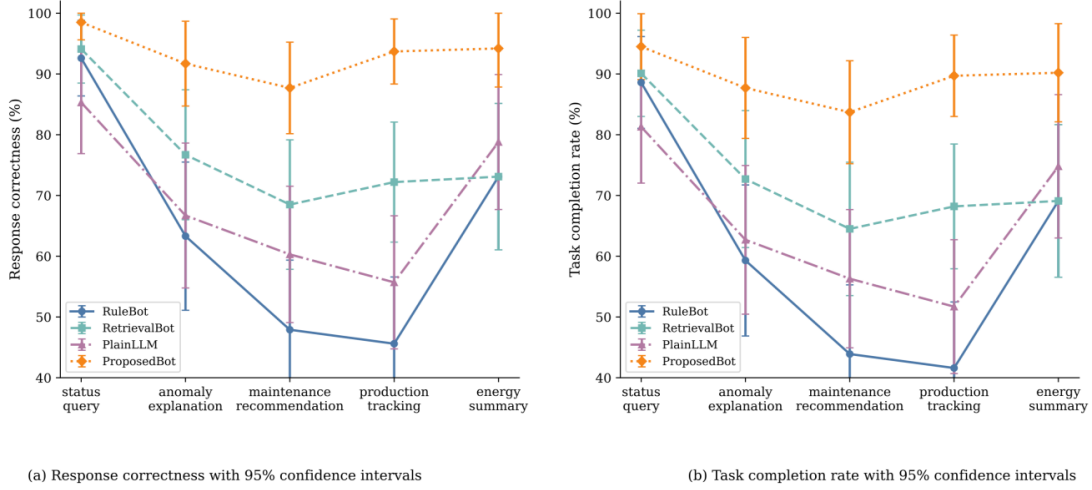 100
90
80
70
60
50
40
Response correctness (%)
RuleBot
RetrievalBot
PlainLLM
ProposedBot
status
query
anomaly
explanation
maintenance
recommendation
production
tracking
energy
summary
(a) Response correctness with 95% confidence intervals
100
90
80
70
60
50
40
Task completion rate (%)
RuleBot
RetrievalBot
PlainLLM
ProposedBot
status
query
anomaly
explanation
maintenance
recommendation
production
tracking
energy
summary
(b) Task completion rate with 95% confidence intervals